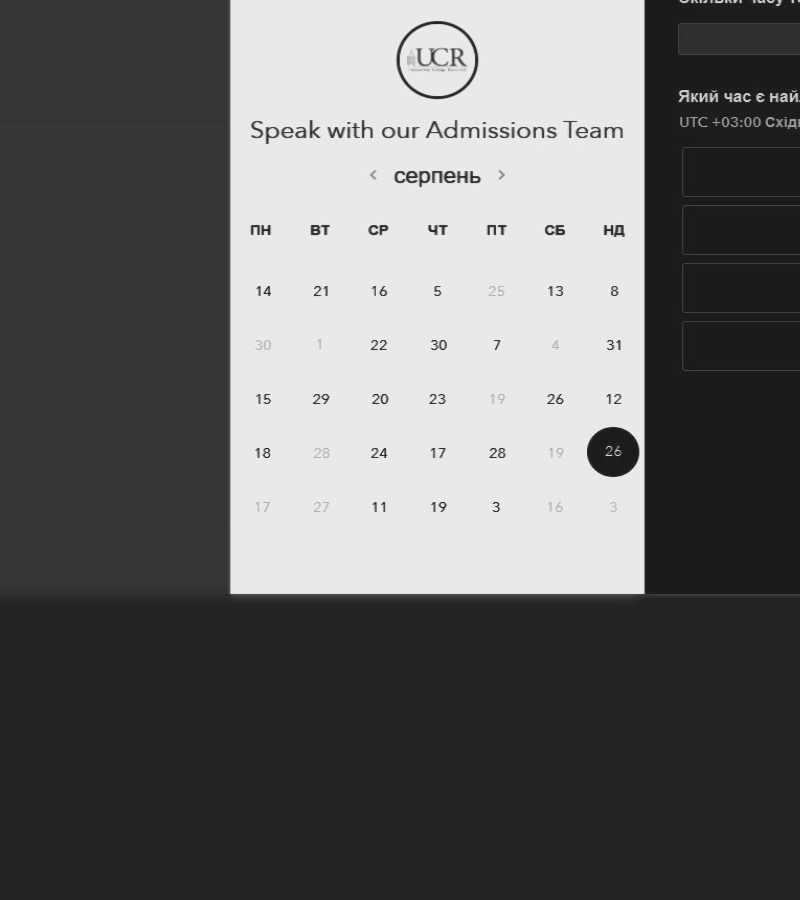 Скільки часу
UCR
Speak with our Admissions Team
< серпень >
ПН ВТ СР ЧТ ПТ СБ НД
14 21 16 5 25 13 8
30 1 22 30 7 4 31
15 29 20 23 19 26 12
18 28 24 17 28 19 26
17 27 11 19 3 16 3
Який час є най
UTC +03:00 Східн